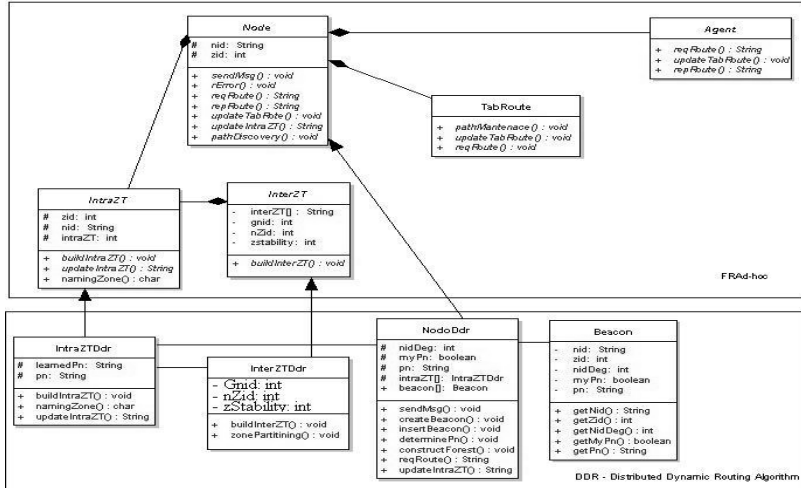 Node
# nid: String
# zid: int
+ sendMsg() : void
+ rError() : void
+ reqRoute() : String
+ repRoute() : String
+ updateTabRote() : void
+ updateIntraZT() : String
+ pathDiscovery() : void
Agent
+ reqRoute() : String
+ updateTabRoute() : void
+ repRoute() : String
TabRoute
+ pathMantenace() : void
+ updateTabRoute() : void
+ reqRoute() : void
IntraZT
# zid: int
# nid: String
# intraZT: int
+ buildIntraZT() : void
+ updateIntraZT() : String
+ namingZone() : char
InterZT
- interZT[] : String
- gnid: int
- nZid: int
- zstability: int
+ buildInterZT() : void
FRAd-hoc
IntraZTDdr
# learnedPn: String
# pn: String
+ buildIntraZT() : void
+ namingZone() : char
+ updateIntraZT() : String
InterZTDdr
- Gnid: int
- nZid: int
- zStability: int
+ buildInterZT() : void
+ zonePartitining() : void
NodoDdr
# nidDeg: int
# myPn: boolean
# pn: String
# intraZT[]: IntraZTDdr
+ beacon[]: Beacon
+ sendMsg() : void
+ createBeacon() : void
+ insertBeacon() : void
+ determinePn() : void
+ constructForest() : void
+ reqRoute() : String
+ updateIntraZT() : String
Beacon
- nid: String
- zid: int
- nidDeg: int
- myPn: boolean
- pn: String
+ getNid() : String
+ getZid() : int
+ getNidDeg() : int
+ getMyPn() : boolean
+ getPn() : String
DDR - Distributed Dynamic Routing Algorithm